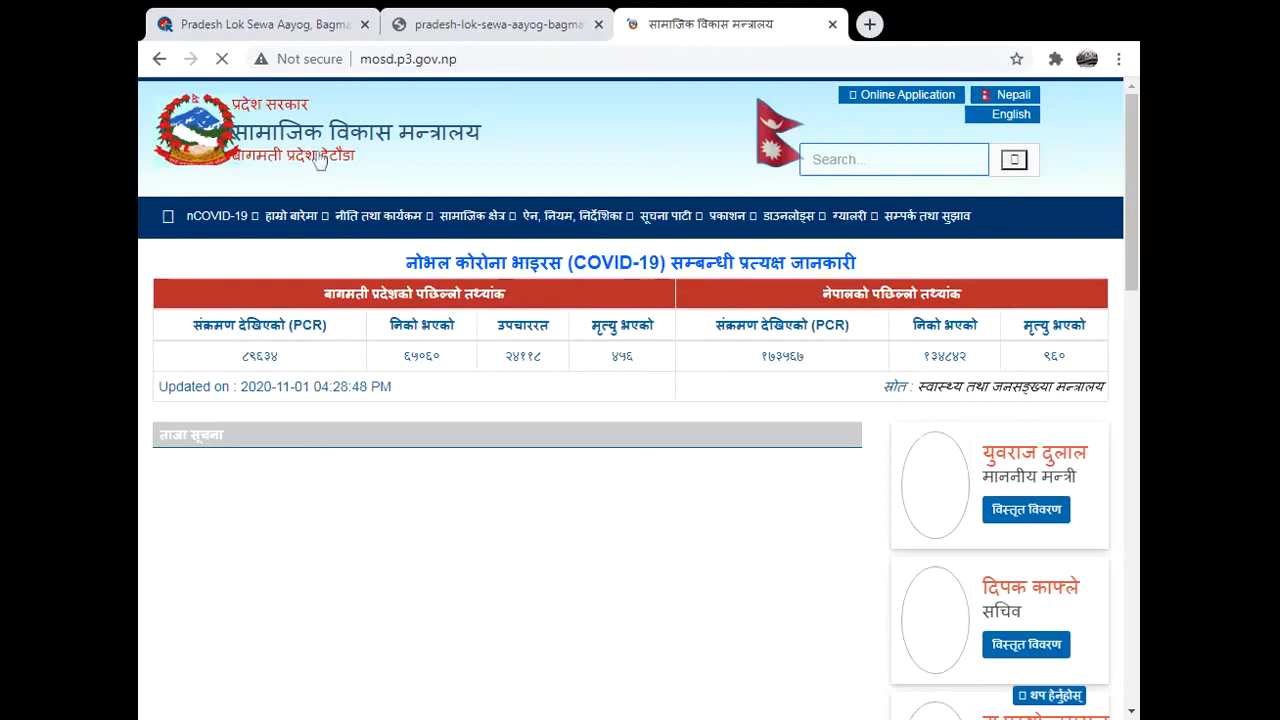 Pradesh Lok Sewa Aayog, Bagma
pradesh-lok-sewa-aayog-bagma
सामाजिक विकास मन्त्रालय
Not secure
mosd.p3.gov.np
प्रदेश सरकार
सामाजिक विकास मन्त्रालय
बागमती प्रदेश हेटौडा
Online Application
Nepali
English
Search...
nCOVID-19 हाम्रो बारेमा नीति तथा कार्यक्रम सामाजिक क्षेत्र ऐन, नियम, निर्देशिका सूचना पाटी प्रकाशन डाउनलोड्स ग्यालरी सम्पर्क तथा सुझाव
नोभल कोरोना भाइरस (COVID-19) सम्बन्धी प्रत्यक्ष जानकारी
बागमती प्रदेशको पछिल्लो तथ्यांक नेपालको पछिल्लो तथ्यांक
संक्रमण देखिएको (PCR) निको भएको उपचाररत मृत्यु भएको संक्रमण देखिएको (PCR) निको भएको मृत्यु भएको
८९६३४ ६५०६० २४११८ ४५६ १७३५६७ १३४८४२ ९६०
Updated on : 2020-11-01 04:28:48 PM स्रोत : स्वास्थ्य तथा जनसङ्ख्या मन्त्रालय
ताजा सूचना
युवराज दुलाल
माननीय मन्त्री
विस्तृत विवरण
दिपक काफ्ले
सचिव
विस्तृत विवरण
थप हेर्नुहोस्